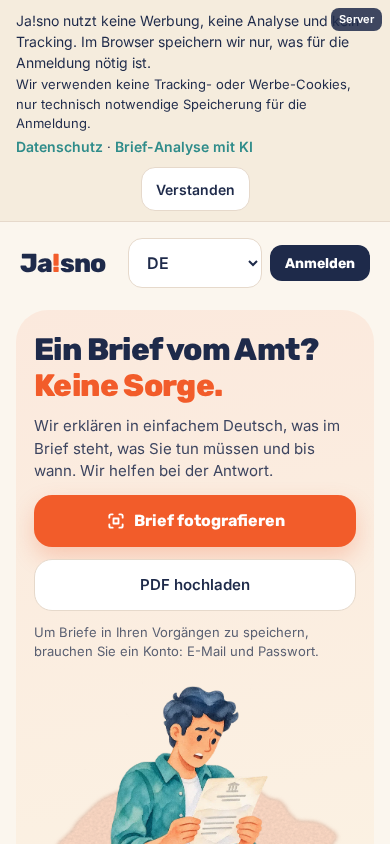 Ja!sno nutzt keine Werbung, keine Analyse und
Server
Tracking. Im Browser speichern wir nur, was für die
Anmeldung nötig ist.
Wir verwenden keine Tracking- oder Werbe-Cookies,
nur technisch notwendige Speicherung für die
Anmeldung.
Datenschutz · Brief-Analyse mit KI
Verstanden
Ja!sno
DE
Anmelden
Ein Brief vom Amt?
Keine Sorge.
Wir erklären in einfachem Deutsch, was im
Brief steht, was Sie tun müssen und bis
wann. Wir helfen bei der Antwort.
Brief fotografieren
PDF hochladen
Um Briefe in Ihren Vorgängen zu speichern,
brauchen Sie ein Konto: E-Mail und Passwort.